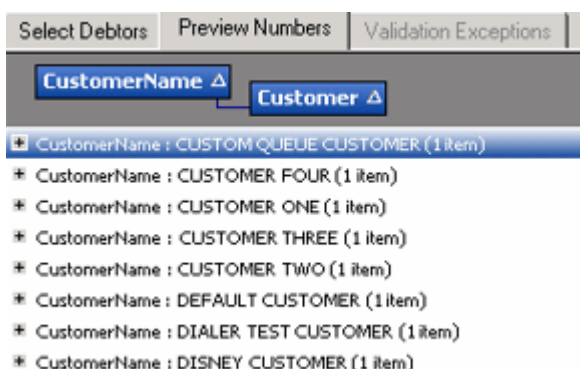 Select Debtors Preview Numbers Validation Exceptions
CustomerName
Customer
CustomerName : CUSTOM QUEUE CUSTOMER (1 item)
CustomerName : CUSTOMER FOUR (1 item)
CustomerName : CUSTOMER ONE (1 item)
CustomerName : CUSTOMER THREE (1 item)
CustomerName : CUSTOMER TWO (1 item)
CustomerName : DEFAULT CUSTOMER (1 item)
CustomerName : DIALER TEST CUSTOMER (1 item)
CustomerName : DISNEY CUSTOMER (1 item)